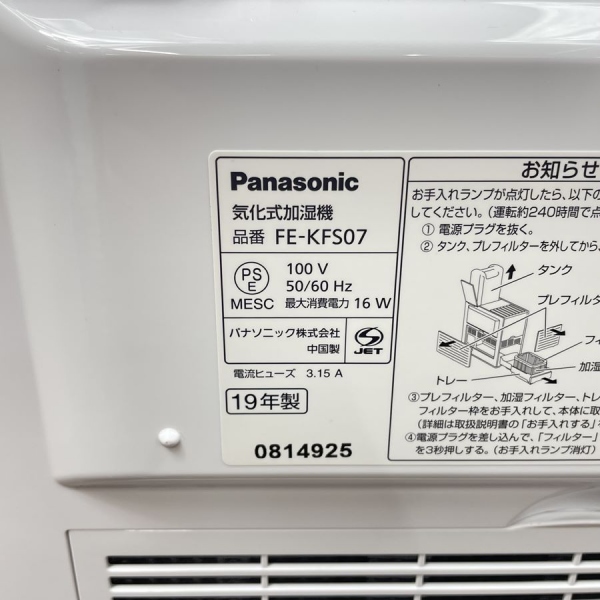 Panasonic
気化式加湿機
品番 FE-KFS07
PS
E
MESC
100 V
50/60 Hz
最大消費電力 16 W
パナソニック株式会社
中国製
S
JET
電流ヒューズ 3.15 A
19年製
0814925
お知らせ
お手入れランプが点灯したら、以下の
してください。(運転約240時間で点
① 電源プラグを抜く。
② タンク、プレフィルターを外してから、
タンク
プレフィル
フィ
加湿
トレー
③プレフィルター、加湿フィルター、トレ
フィルター枠をお手入れして、本体に取
(詳細は取扱説明書の「お手入れする」を
④電源プラグを差し込んで、「フィルター」
を3秒押しする。(お手入れランプ消灯)